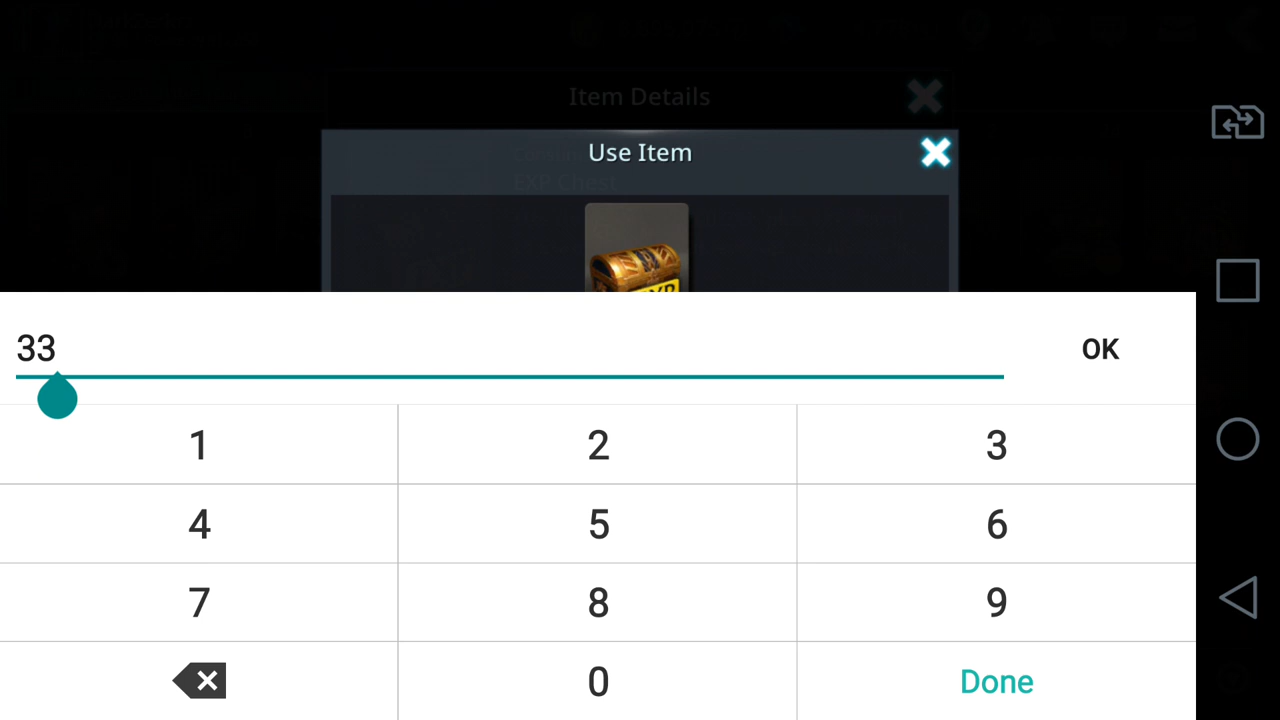 Item Details
Use Item
EXP Chest
33
OK
1 2 3
4 5 6
7 8 9
0 Done